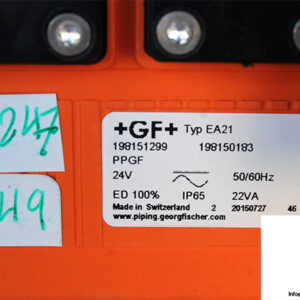 247
49
+GF+ Typ EA21
198151299 198150183
PPGF
24V 50/60Hz
ED 100% IP65 22VA
Made in Switzerland 2 20150727 46
www.piping.georgfischer.com